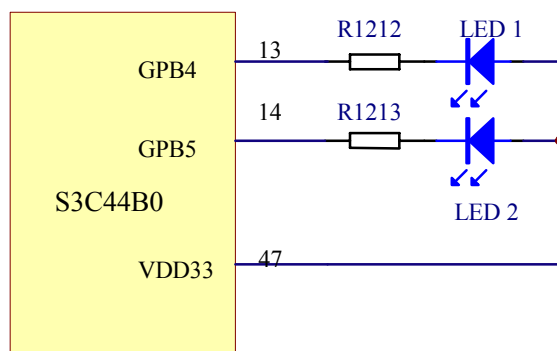 R1212
LED 1
13
GPB4
14
R1213
GPB5
S3C44B0
LED 2
VDD33
47